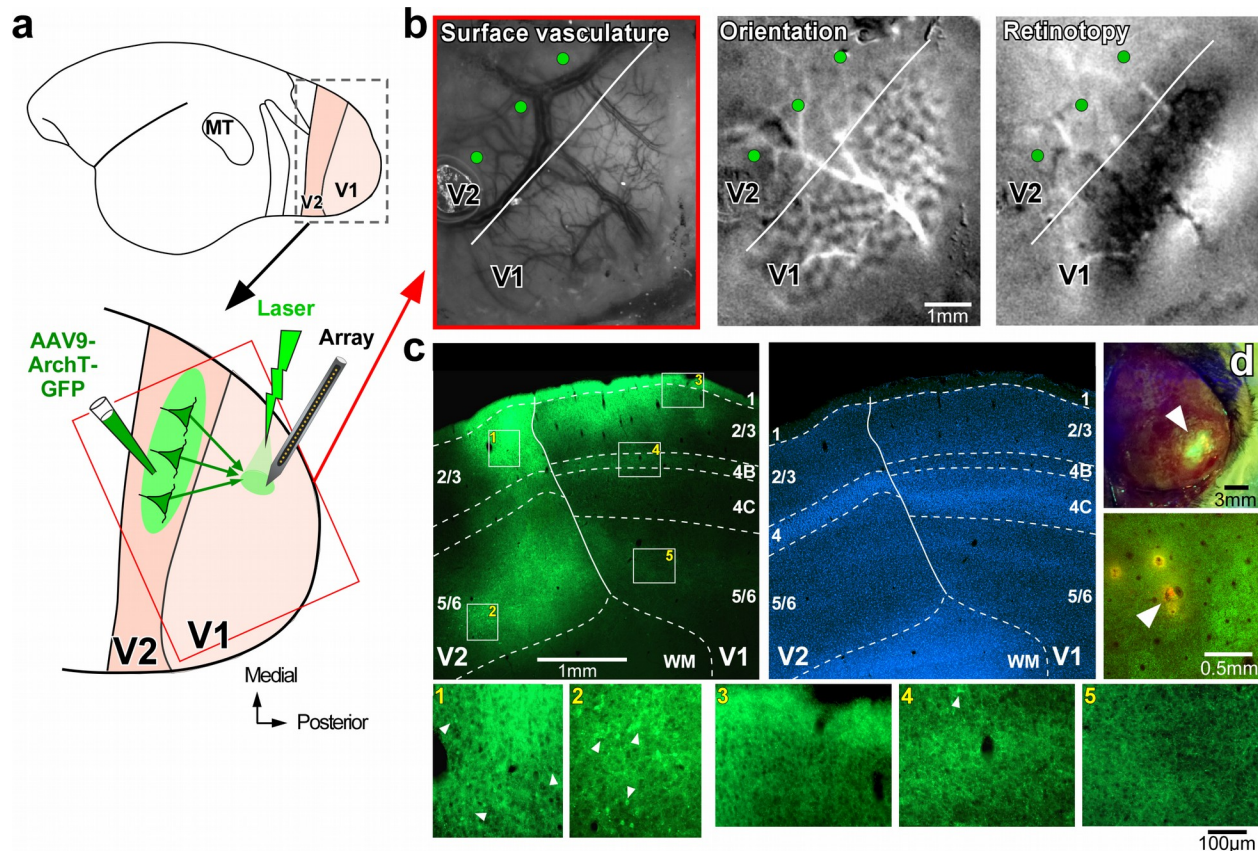 a
MT
V2
V1
Laser
Array
AAV9-
ArchT-
GFP
V2
V1
Medial
Posterior
b
Surface vasculature
V2
V1
Orientation
V2
V1
1mm
Retinotopy
V2
V1
c
1
2
3
4
5
1
2/3
4B
4C
5/6
2/3
5/6
V2
1mm
WM
V1
1
2/3
4
5/6
V2
2/3
1
4B
4C
5/6
WM
V1
d
3mm
0.5mm
1
2
3
4
5
100μm